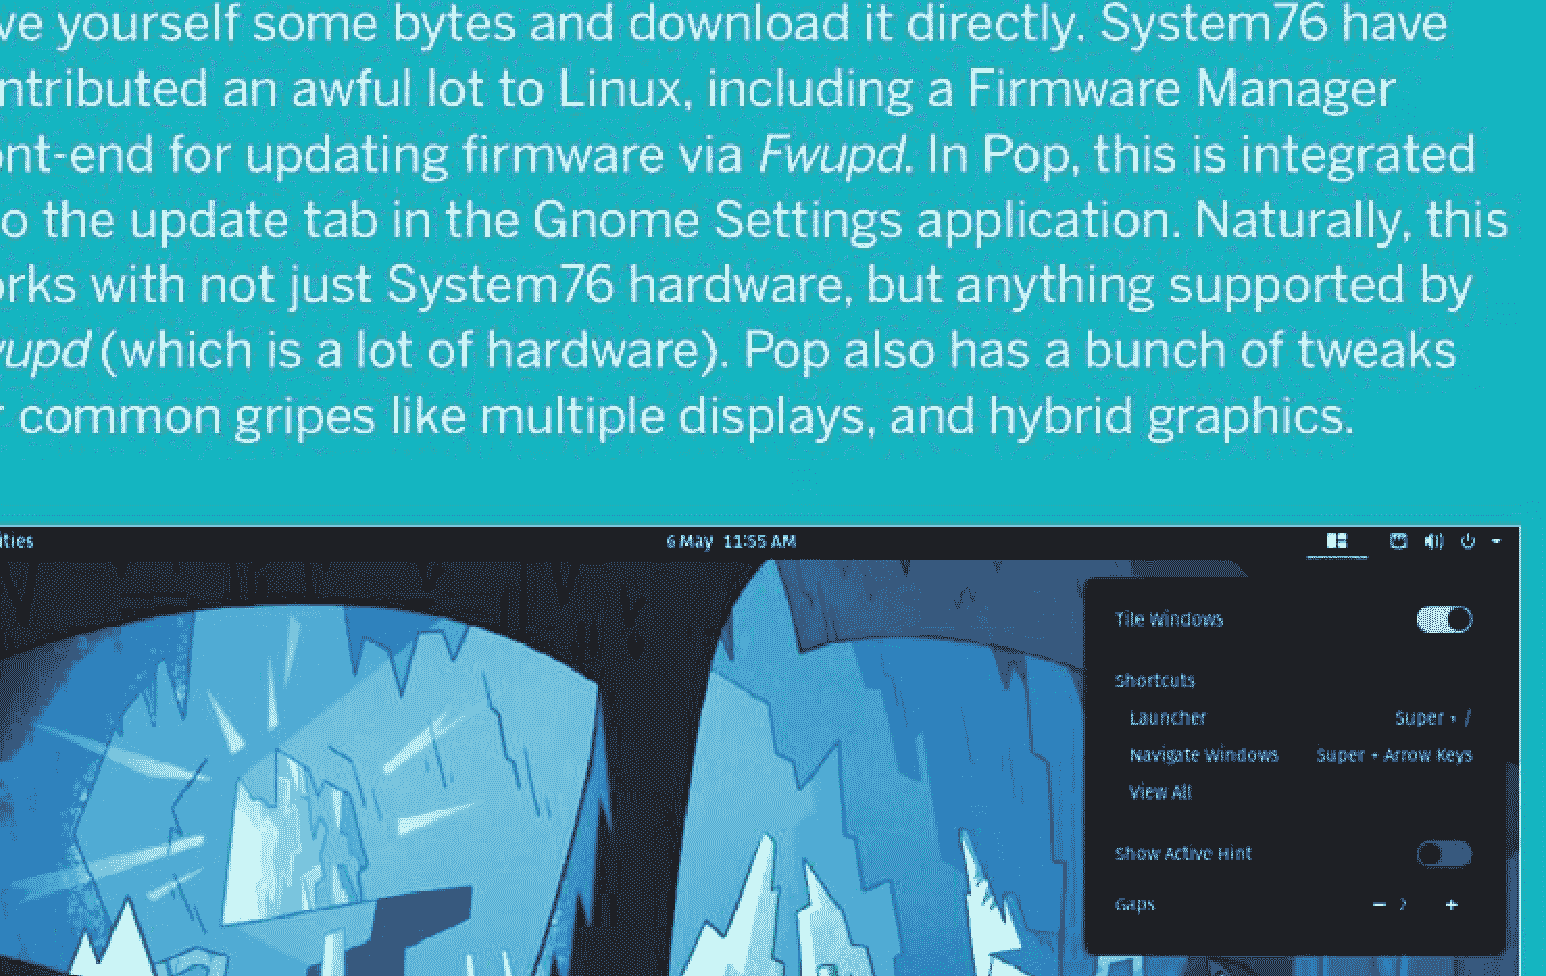 ve yourself some bytes and download it directly. System76 have
ntributed an awful lot to Linux, including a Firmware Manager
ont-end for updating firmware via Fwupd. In Pop, this is integrated
o the update tab in the Gnome Settings application. Naturally, this
orks with not just System76 hardware, but anything supported by
wupd (which is a lot of hardware). Pop also has a bunch of tweaks
r common gripes like multiple displays, and hybrid graphics.
ities 6 May 11:55 AM
Tile Windows
Shortcuts
Launcher Super + /
Navigate Windows Super + Arrow Keys
View All
Show Active Hint
Gaps − 2 +